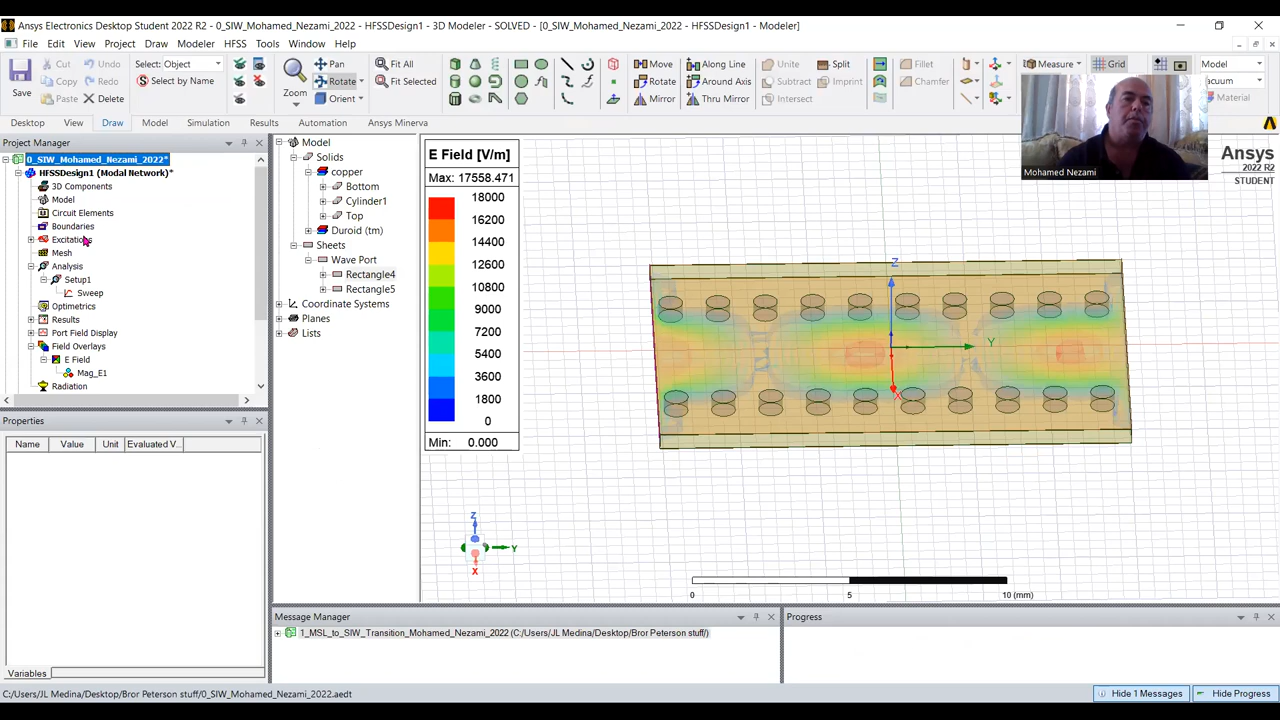 Ansys Electronics Desktop Student 2022 R2 - 0_SIW_Mohamed_Nezami_2022 - HFSSDesign1 - 3D Modeler - SOLVED - [0_SIW_Mohamed_Nezami_2022 - HFSSDesign1 - Modeler]
File Edit View Project Draw Modeler HFSS Tools Window Help
Save
Cut Undo
Copy Redo
Paste Delete
Select: Object
Select by Name
Zoom
Pan
Rotate
Orient
Fit All
Fit Selected
Move Along Line
Rotate Around Axis
Mirror Thru Mirror
Unite Split
Subtract Imprint
Intersect
Fillet
Chamfer
Measure Grid
Model
acuum
Material
Desktop View Draw Model Simulation Results Automation Ansys Minerva
Project Manager
0_SIW_Mohamed_Nezami_2022*
HFSSDesign1 (Modal Network)*
3D Components
Model
Circuit Elements
Boundaries
Excitations
Mesh
Analysis
Setup1
Sweep
Optimetrics
Results
Port Field Display
Field Overlays
E Field
Mag_E1
Radiation
Properties
Name Value Unit Evaluated V...
Variables
Model
Solids
copper
Bottom
Cylinder1
Top
Duroid (tm)
Sheets
Wave Port
Rectangle4
Rectangle5
Coordinate Systems
Planes
Lists
E Field [V/m]
Max: 17558.471
18000
16200
14400
12600
10800
9000
7200
5400
3600
1800
0
Min: 0.000
Z
Y
X
Z
Y
X
0 5 10 (mm)
Mohamed Nezami
Ansys
2022 R2
STUDENT
Message Manager
1_MSL_to_SIW_Transition_Mohamed_Nezami_2022 (C:/Users/JL Medina/Desktop/Bror Peterson stuff/)
Progress
C:/Users/JL Medina/Desktop/Bror Peterson stuff/0_SIW_Mohamed_Nezami_2022.aedt
Hide 1 Messages Hide Progress